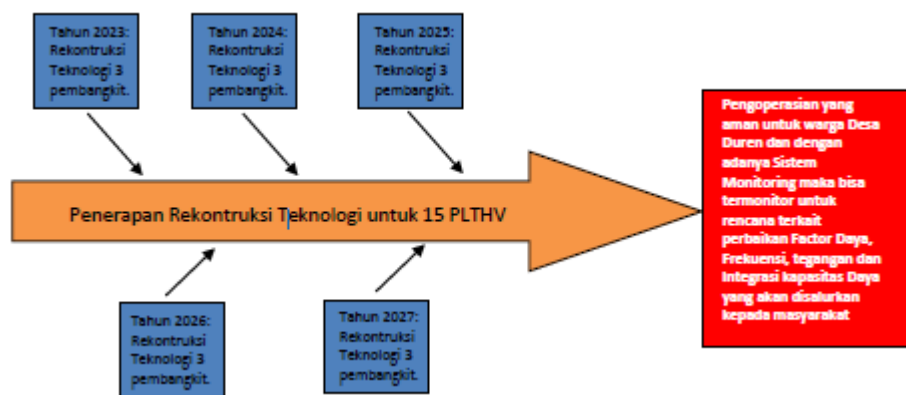 Tahun 2023:
Rekontruksi
Teknologi 3
pembangkit.
Tahun 2024:
Rekontruksi
Teknologi 3
pembangkit.
Tahun 2025:
Rekontruksi
Teknologi 3
pembangkit.
Penerapan Rekontruksi Teknologi untuk 15 PLTHV
Tahun 2026:
Rekontruksi
Teknologi 3
pembangkit.
Tahun 2027:
Rekontruksi
Teknologi 3
pembangkit.
Pengoperasian yang
aman untuk warga Desa
Duren dan dengan
adanya Sistem
Monitoring maka bisa
termonitor untuk
rencana terkait
perbaikan Factor Daya,
Frekuensi, tegangan dan
Integrasi kapasitas Daya
yang akan disalurkan
kepada masyarakat